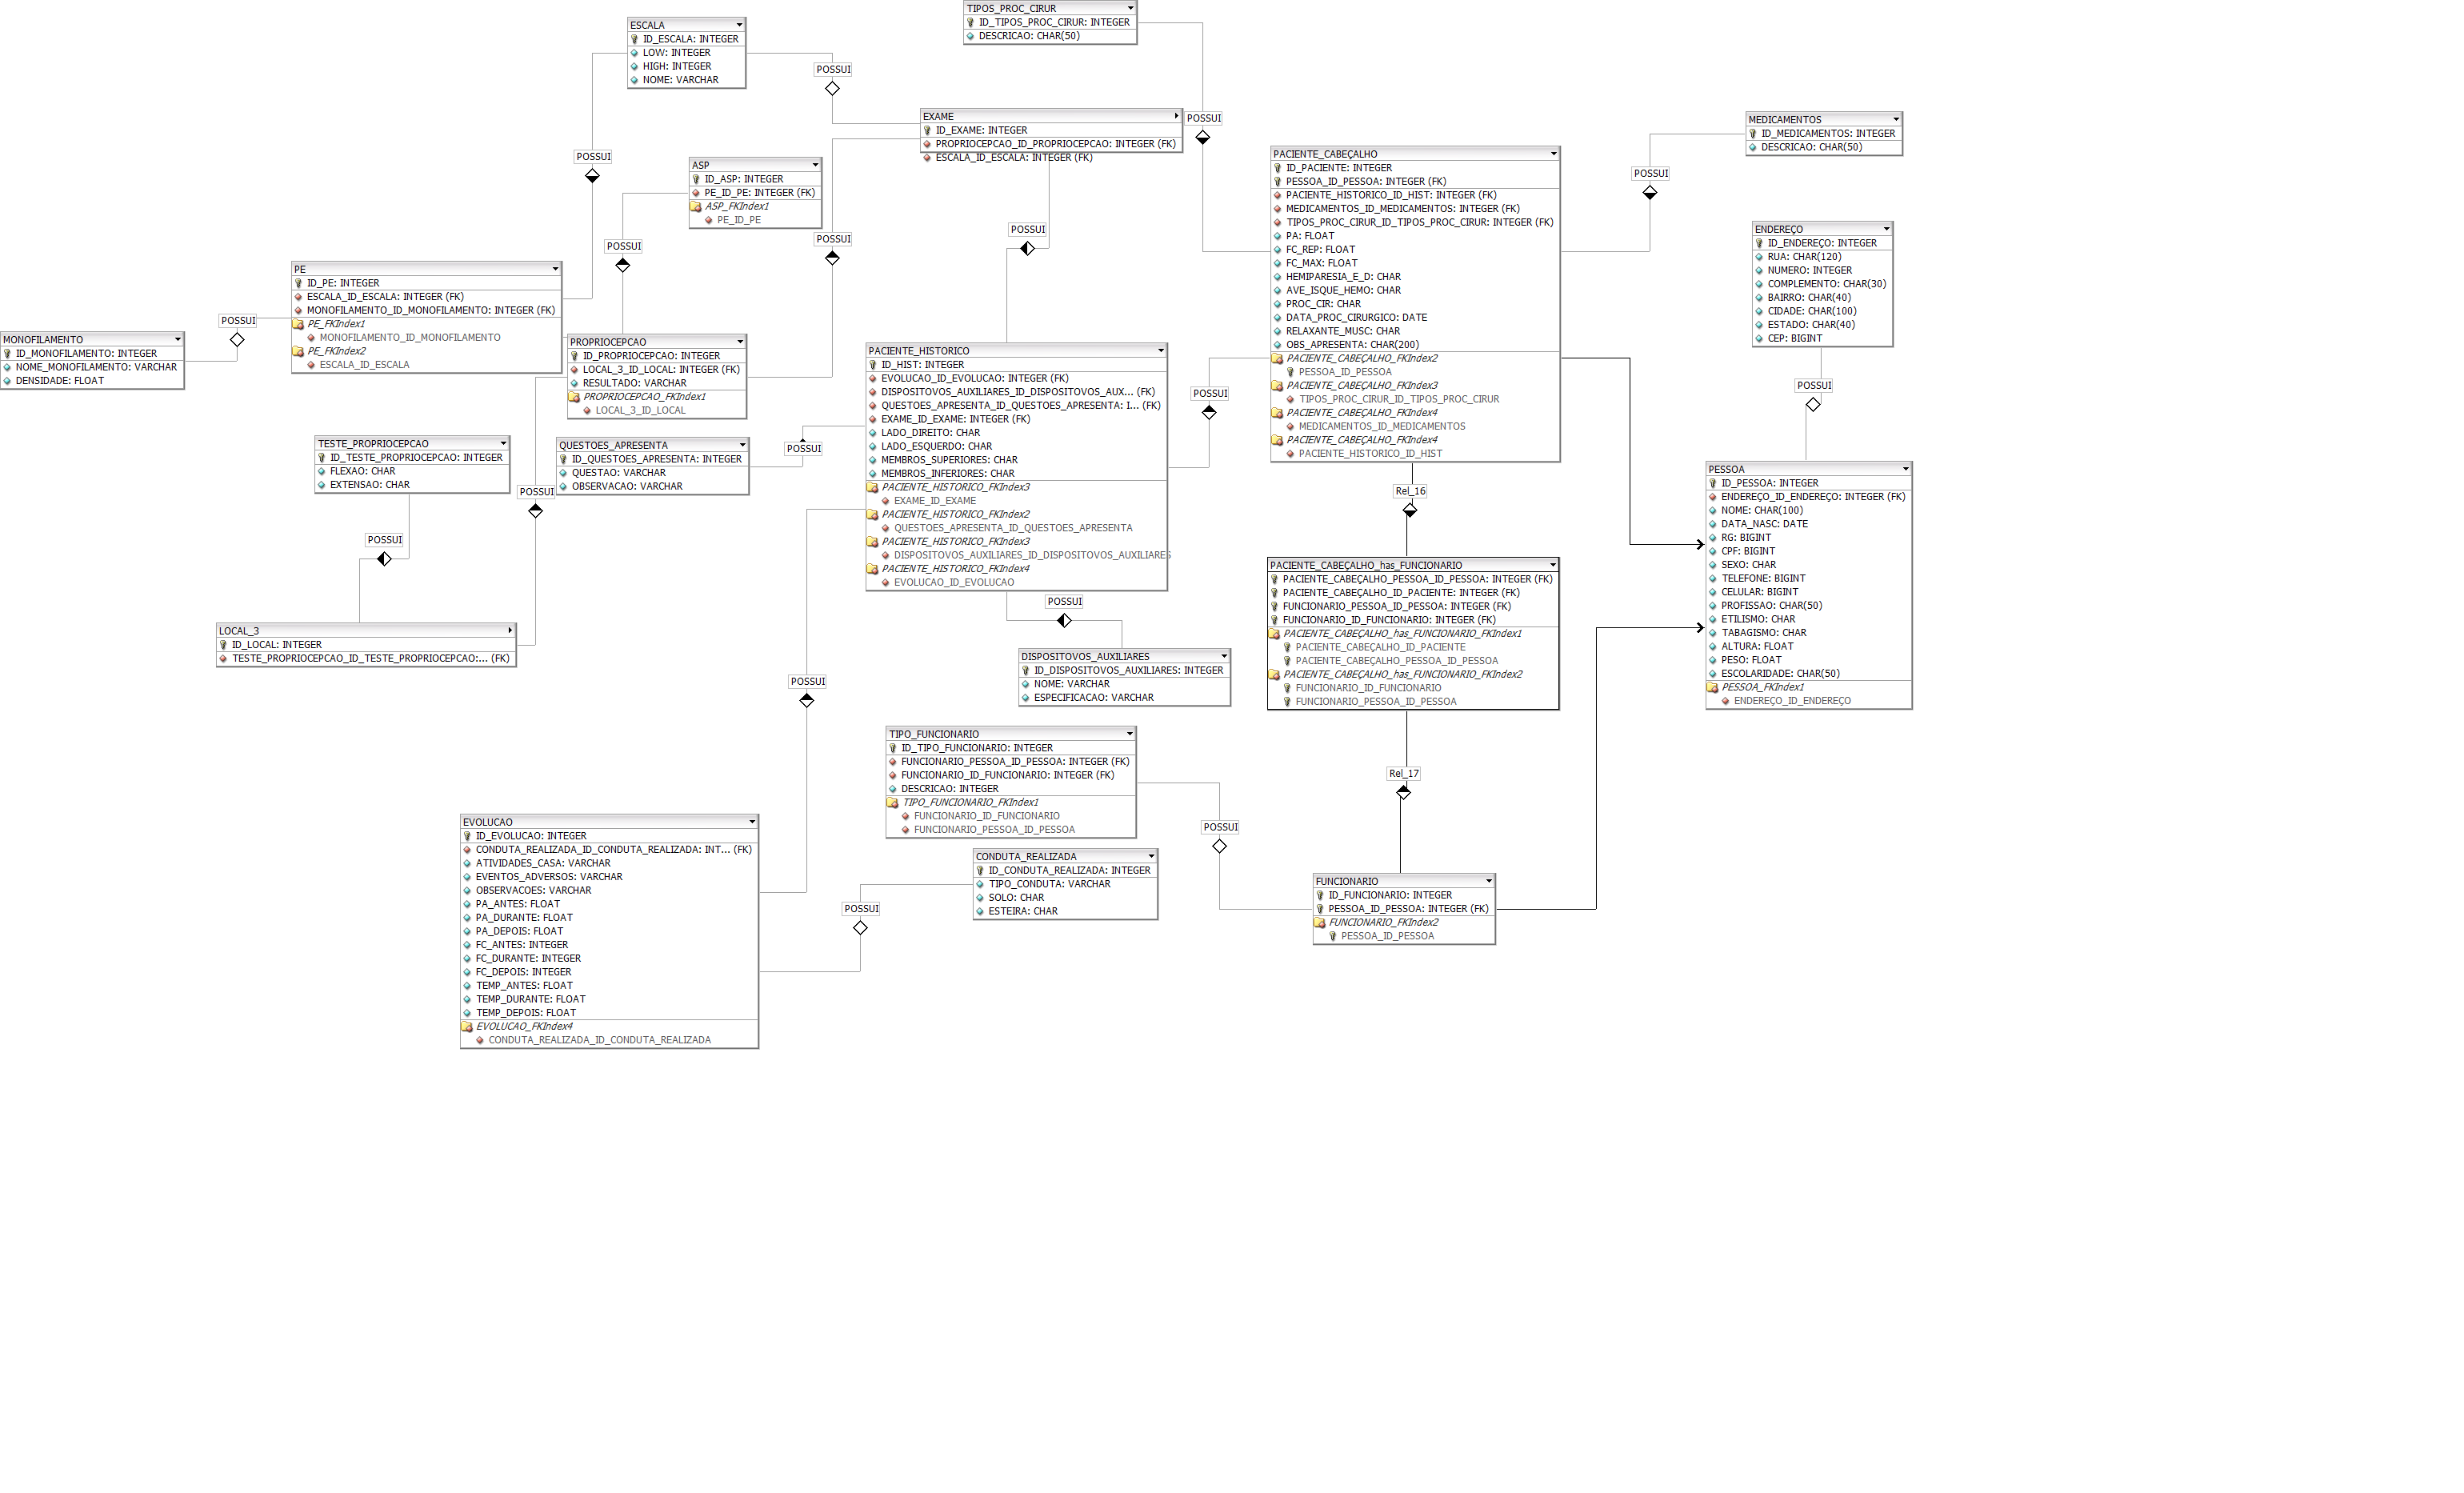 TIPOS_PROC_CIRUR
ID_TIPOS_PROC_CIRUR: INTEGER
DESCRICAO: CHAR(50)
ESCALA
ID_ESCALA: INTEGER
LOW: INTEGER
HIGH: INTEGER
NOME: VARCHAR
POSSUI
EXAME
ID_EXAME: INTEGER
PROPRIOCEPCAO_ID_PROPRIOCEPCAO: INTEGER (FK)
ESCALA_ID_ESCALA: INTEGER (FK)
POSSUI
MEDICAMENTOS
ID_MEDICAMENTOS: INTEGER
DESCRICAO: CHAR(50)
POSSUI
POSSUI
ASP
ID_ASP: INTEGER
PE_ID_PE: INTEGER (FK)
ASP_FKIndex1
PE_ID_PE
PACIENTE_CABEÇALHO
ID_PACIENTE: INTEGER
PESSOA_ID_PESSOA: INTEGER (FK)
PACIENTE_HISTORICO_ID_HIST: INTEGER (FK)
MEDICAMENTOS_ID_MEDICAMENTOS: INTEGER (FK)
TIPOS_PROC_CIRUR_ID_TIPOS_PROC_CIRUR: INTEGER (FK)
PA: FLOAT
FC_REP: FLOAT
FC_MAX: FLOAT
HEMIPARESIA_E_D: CHAR
AVE_ISQUE_HEMO: CHAR
PROC_CIR: CHAR
DATA_PROC_CIRURGICO: DATE
RELAXANTE_MUSC: CHAR
OBS_APRESENTA: CHAR(200)
PACIENTE_CABEÇALHO_FKIndex2
PESSOA_ID_PESSOA
PACIENTE_CABEÇALHO_FKIndex3
TIPOS_PROC_CIRUR_ID_TIPOS_PROC_CIRUR
PACIENTE_CABEÇALHO_FKIndex4
MEDICAMENTOS_ID_MEDICAMENTOS
PACIENTE_CABEÇALHO_FKIndex4
PACIENTE_HISTORICO_ID_HIST
ENDEREÇO
ID_ENDEREÇO: INTEGER
RUA: CHAR(120)
NUMERO: INTEGER
COMPLEMENTO: CHAR(30)
BAIRRO: CHAR(40)
CIDADE: CHAR(100)
ESTADO: CHAR(40)
CEP: BIGINT
POSSUI
POSSUI
POSSUI
PE
ID_PE: INTEGER
ESCALA_ID_ESCALA: INTEGER (FK)
MONOFILAMENTO_ID_MONOFILAMENTO: INTEGER (FK)
PE_FKIndex1
MONOFILAMENTO_ID_MONOFILAMENTO
PE_FKIndex2
ESCALA_ID_ESCALA
POSSUI
MONOFILAMENTO
ID_MONOFILAMENTO: INTEGER
NOME_MONOFILAMENTO: VARCHAR
DENSIDADE: FLOAT
PROPRIOCEPCAO
ID_PROPRIOCEPCAO: INTEGER
LOCAL_3_ID_LOCAL: INTEGER (FK)
RESULTADO: VARCHAR
PROPRIOCEPCAO_FKIndex1
LOCAL_3_ID_LOCAL
PACIENTE_HISTORICO
ID_HIST: INTEGER
EVOLUCAO_ID_EVOLUCAO: INTEGER (FK)
DISPOSITOVOS_AUXILIARES_ID_DISPOSITOVOS_AUX... (FK)
QUESTOES_APRESENTA_ID_QUESTOES_APRESENTA: I... (FK)
EXAME_ID_EXAME: INTEGER (FK)
LADO_DIREITO: CHAR
LADO_ESQUERDO: CHAR
MEMBROS_SUPERIORES: CHAR
MEMBROS_INFERIORES: CHAR
PACIENTE_HISTORICO_FKIndex3
EXAME_ID_EXAME
PACIENTE_HISTORICO_FKIndex2
QUESTOES_APRESENTA_ID_QUESTOES_APRESENTA
PACIENTE_HISTORICO_FKIndex3
DISPOSITOVOS_AUXILIARES_ID_DISPOSITOVOS_AUXILIARES
PACIENTE_HISTORICO_FKIndex4
EVOLUCAO_ID_EVOLUCAO
POSSUI
POSSUI
TESTE_PROPRIOCEPCAO
ID_TESTE_PROPRIOCEPCAO: INTEGER
FLEXAO: CHAR
EXTENSAO: CHAR
QUESTOES_APRESENTA
ID_QUESTOES_APRESENTA: INTEGER
QUESTAO: VARCHAR
OBSERVACAO: VARCHAR
POSSUI
POSSUI
POSSUI
Rel_16
PESSOA
ID_PESSOA: INTEGER
ENDEREÇO_ID_ENDEREÇO: INTEGER (FK)
NOME: CHAR(100)
DATA_NASC: DATE
RG: BIGINT
CPF: BIGINT
SEXO: CHAR
TELEFONE: BIGINT
CELULAR: BIGINT
PROFISSAO: CHAR(50)
ETILISMO: CHAR
TABAGISMO: CHAR
ALTURA: FLOAT
PESO: FLOAT
ESCOLARIDADE: CHAR(50)
PESSOA_FKIndex1
ENDEREÇO_ID_ENDEREÇO
PACIENTE_CABEÇALHO_has_FUNCIONARIO
PACIENTE_CABEÇALHO_PESSOA_ID_PESSOA: INTEGER (FK)
PACIENTE_CABEÇALHO_ID_PACIENTE: INTEGER (FK)
FUNCIONARIO_PESSOA_ID_PESSOA: INTEGER (FK)
FUNCIONARIO_ID_FUNCIONARIO: INTEGER (FK)
PACIENTE_CABEÇALHO_has_FUNCIONARIO_FKIndex1
PACIENTE_CABEÇALHO_ID_PACIENTE
PACIENTE_CABEÇALHO_PESSOA_ID_PESSOA
PACIENTE_CABEÇALHO_has_FUNCIONARIO_FKIndex2
FUNCIONARIO_ID_FUNCIONARIO
FUNCIONARIO_PESSOA_ID_PESSOA
LOCAL_3
ID_LOCAL: INTEGER
TESTE_PROPRIOCEPCAO_ID_TESTE_PROPRIOCEPCAO:... (FK)
POSSUI
DISPOSITOVOS_AUXILIARES
ID_DISPOSITOVOS_AUXILIARES: INTEGER
NOME: VARCHAR
ESPECIFICACAO: VARCHAR
POSSUI
TIPO_FUNCIONARIO
ID_TIPO_FUNCIONARIO: INTEGER
FUNCIONARIO_PESSOA_ID_PESSOA: INTEGER (FK)
FUNCIONARIO_ID_FUNCIONARIO: INTEGER (FK)
DESCRICAO: INTEGER
TIPO_FUNCIONARIO_FKIndex1
FUNCIONARIO_ID_FUNCIONARIO
FUNCIONARIO_PESSOA_ID_PESSOA
Rel_17
POSSUI
EVOLUCAO
ID_EVOLUCAO: INTEGER
CONDUTA_REALIZADA_ID_CONDUTA_REALIZADA: INT... (FK)
ATIVIDADES_CASA: VARCHAR
EVENTOS_ADVERSOS: VARCHAR
OBSERVACOES: VARCHAR
PA_ANTES: FLOAT
PA_DURANTE: FLOAT
PA_DEPOIS: FLOAT
FC_ANTES: INTEGER
FC_DURANTE: INTEGER
FC_DEPOIS: INTEGER
TEMP_ANTES: FLOAT
TEMP_DURANTE: FLOAT
TEMP_DEPOIS: FLOAT
EVOLUCAO_FKIndex4
CONDUTA_REALIZADA_ID_CONDUTA_REALIZADA
CONDUTA_REALIZADA
ID_CONDUTA_REALIZADA: INTEGER
TIPO_CONDUTA: VARCHAR
SOLO: CHAR
ESTEIRA: CHAR
POSSUI
FUNCIONARIO
ID_FUNCIONARIO: INTEGER
PESSOA_ID_PESSOA: INTEGER (FK)
FUNCIONARIO_FKIndex2
PESSOA_ID_PESSOA